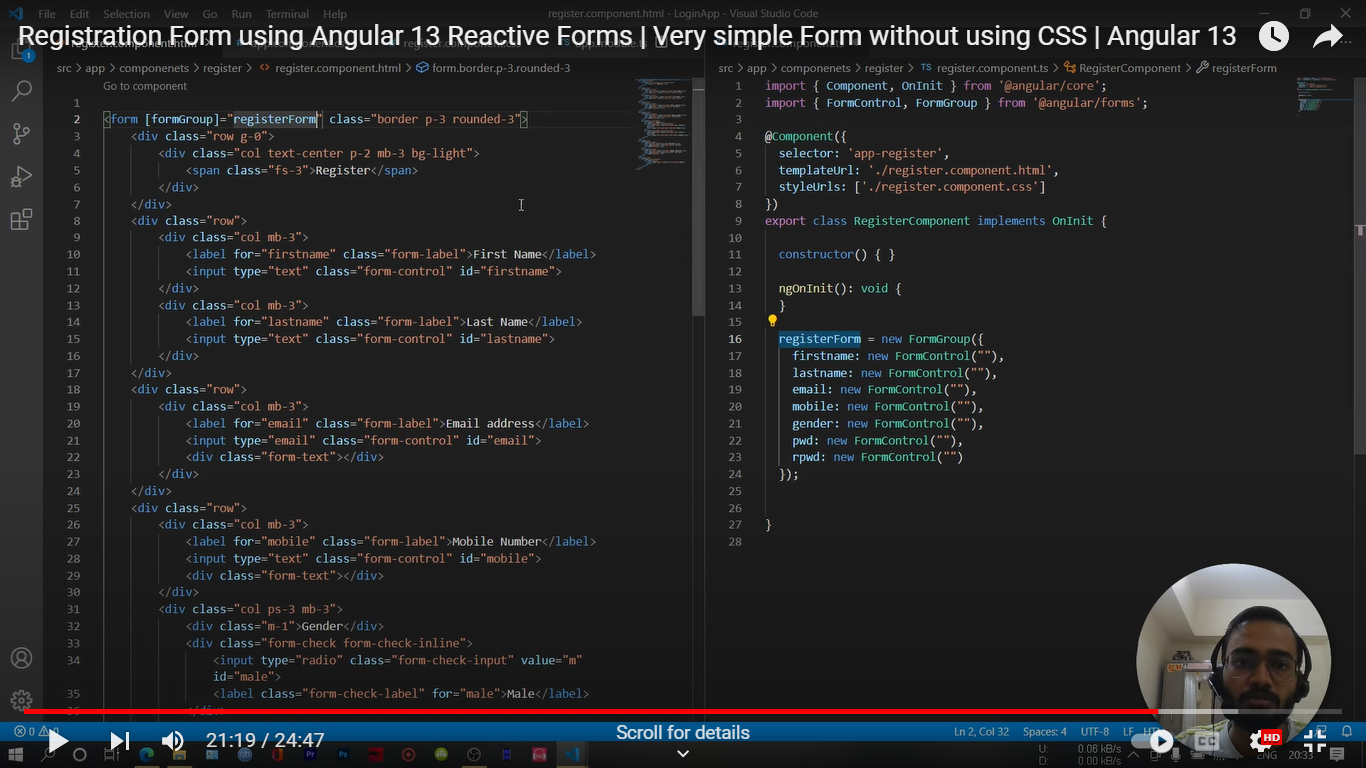 File Edit Selection View Go Run Terminal Help
register.component.html - LoginApp - Visual Studio Code
Registration Form using Angular 13 Reactive Forms | Very simple Form without using CSS | Angular 13
1
src > app > componenets > register > <> register.component.html > form.border.p-3.rounded-3
Go to component
1
2 <form [formGroup]="registerForm" class="border p-3 rounded-3">
3 <div class="row g-0">
4 <div class="col text-center p-2 mb-3 bg-light">
5 <span class="fs-3">Register</span>
6 </div>
7 </div>
8 <div class="row">
9 <div class="col mb-3">
10 <label for="firstname" class="form-label">First Name</label>
11 <input type="text" class="form-control" id="firstname">
12 </div>
13 <div class="col mb-3">
14 <label for="lastname" class="form-label">Last Name</label>
15 <input type="text" class="form-control" id="lastname">
16 </div>
17 </div>
18 <div class="row">
19 <div class="col mb-3">
20 <label for="email" class="form-label">Email address</label>
21 <input type="email" class="form-control" id="email">
22 <div class="form-text"></div>
23 </div>
24 </div>
25 <div class="row">
26 <div class="col mb-3">
27 <label for="mobile" class="form-label">Mobile Number</label>
28 <input type="text" class="form-control" id="mobile">
29 <div class="form-text"></div>
30 </div>
31 <div class="col ps-3 mb-3">
32 <div class="m-1">Gender</div>
33 <div class="form-check form-check-inline">
34 <input type="radio" class="form-check-input" value="m"
id="male">
35 <label class="form-check-label" for="male">Male</label>
src > app > componenets > register > TS register.component.ts > RegisterComponent > registerForm
1 import { Component, OnInit } from '@angular/core';
2 import { FormControl, FormGroup } from '@angular/forms';
3
4 @Component({
5 selector: 'app-register',
6 templateUrl: './register.component.html',
7 styleUrls: ['./register.component.css']
8 })
9 export class RegisterComponent implements OnInit {
10
11 constructor() { }
12
13 ngOnInit(): void {
14 }
15
16 registerForm = new FormGroup({
17 firstname: new FormControl(""),
18 lastname: new FormControl(""),
19 email: new FormControl(""),
20 mobile: new FormControl(""),
21 gender: new FormControl(""),
22 pwd: new FormControl(""),
23 rpwd: new FormControl("")
24 });
25
26
27 }
28
Ln 2, Col 32 Spaces: 4 UTF-8 LF
21:19 / 24:47
Scroll for details
CC
HD
U: 0.08 kB/s
D: 0.00 kB/s
ENG 20:33